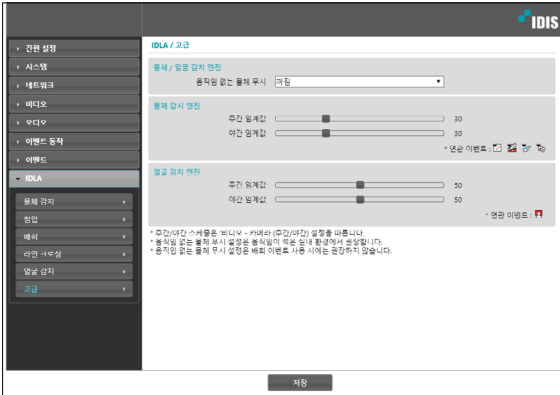 IDIS
IDLA / 고급
간편 설정
시스템
네트워크
비디오
오디오
이벤트 동작
이벤트
IDLA
물체 감지
침입
배회
라인 크로싱
얼굴 감지
고급
물체 / 얼굴 감지 엔진
움직임 없는 물체 무시 꺼짐
물체 감지 엔진
주간 임계값 30
야간 임계값 30
* 연관 이벤트 :
얼굴 감지 엔진
주간 임계값 50
야간 임계값 50
* 연관 이벤트 :
* 주간/야간 스케줄은 '비디오 - 카메라 (주간/야간) 설정을 따릅니다.
* 움직임 없는 물체 무시 설정은 움직임이 적은 실내 환경에서 권장합니다.
* 움직임 없는 물체 무시 설정은 배회 이벤트 사용 시에는 권장하지 않습니다.
저장